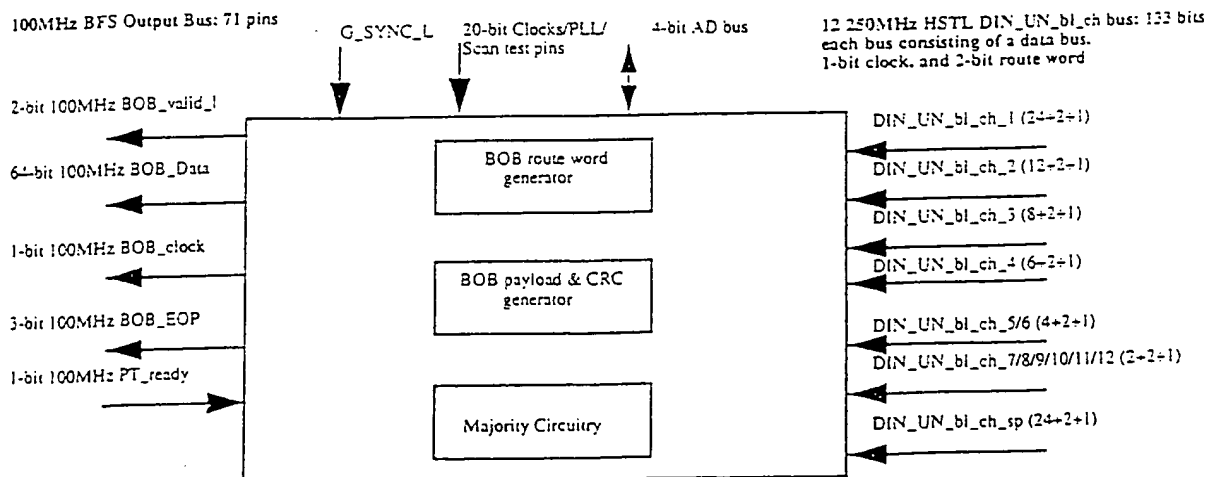 100MHz BFS Output Bus: 71 pins
G_SYNC_L
20-bit Clocks/PLL/
Scan test pins
4-bit AD bus
12 250MHz HSTL DIN_UN_bl_ch bus: 133 bits
each bus consisting of a data bus.
1-bit clock, and 2-bit route word
2-bit 100MHz BOB_valid_l
64-bit 100MHz BOB_Data
1-bit 100MHz BOB_clock
3-bit 100MHz BOB_EOP
1-bit 100MHz PT_ready
BOB route word
generator
BOB payload & CRC
generator
Majority Circuitry
DIN_UN_bl_ch_1 (24+2+1)
DIN_UN_bl_ch_2 (12+2+1)
DIN_UN_bl_ch_3 (8+2+1)
DIN_UN_bl_ch_4 (6+2+1)
DIN_UN_bl_ch_5/6 (4+2+1)
DIN_UN_bl_ch_7/8/9/10/11/12 (2+2+1)
DIN_UN_bl_ch_sp (24+2+1)